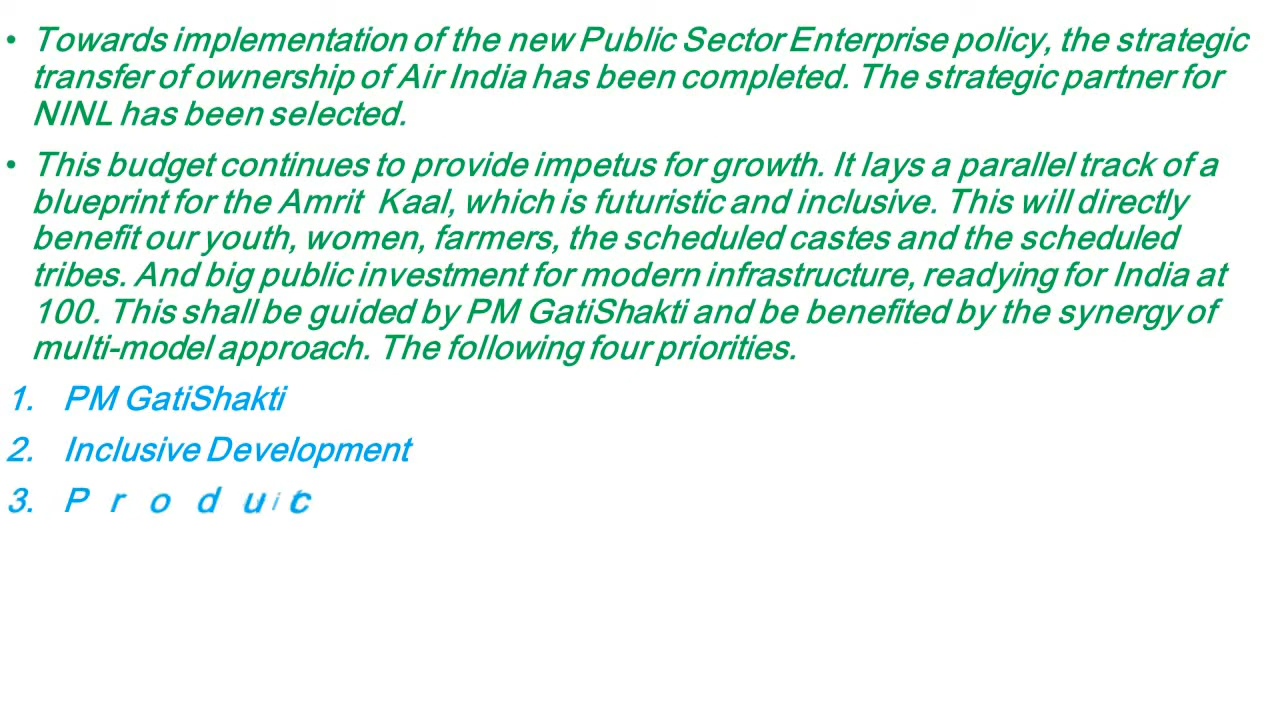 • Towards implementation of the new Public Sector Enterprise policy, the strategic
transfer of ownership of Air India has been completed. The strategic partner for
NINL has been selected.
• This budget continues to provide impetus for growth. It lays a parallel track of a
blueprint for the Amrit Kaal, which is futuristic and inclusive. This will directly
benefit our youth, women, farmers, the scheduled castes and the scheduled
tribes. And big public investment for modern infrastructure, readying for India at
100. This shall be guided by PM GatiShakti and be benefited by the synergy of
multi-model approach. The following four priorities.
1. PM GatiShakti
2. Inclusive Development
3.